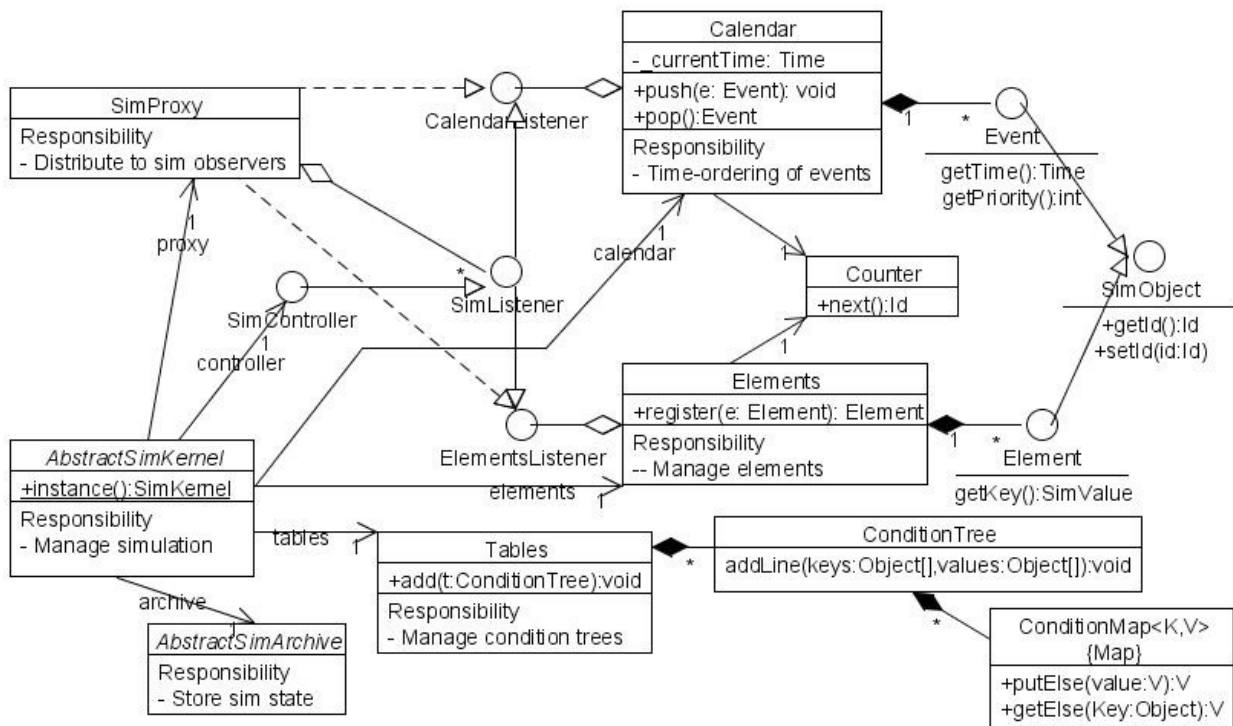 Calendar
-_currentTime: Time
+push(e: Event): void
+pop():Event
Responsibility
- Time-ordering of events
SimProxy
Responsibility
- Distribute to sim observers
CalendarListener
1
*
Event
getTime():Time
getPriority():int
1
proxy
*
SimListener
SimController
1
controller
1
calendar
1
Counter
+next():Id
1
SimObject
+getId():Id
+setId(id:Id)
Elements
+register(e: Element): Element
Responsibility
-- Manage elements
ElementsListener
elements
1
1
*
Element
getKey():SimValue
AbstractSimKernel
+instance():SimKernel
Responsibility
- Manage simulation
tables
1
Tables
+add(t:ConditionTree):void
Responsibility
- Manage condition trees
*
ConditionTree
addLine(keys:Object[],values:Object[]):void
*
ConditionMap<K,V>
{Map}
+putElse(value:V):V
+getElse(Key:Object):V
archive
1
AbstractSimArchive
Responsibility
- Store sim state